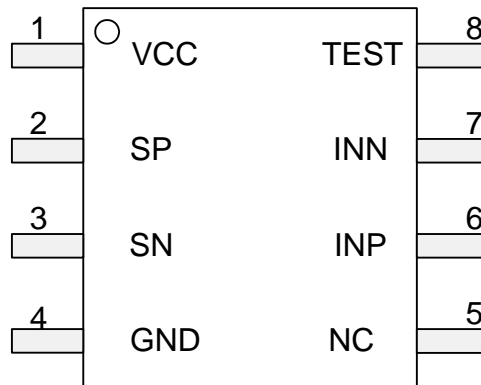 1 VCC TEST 8
2 SP INN 7
3 SN INP 6
4 GND NC 5